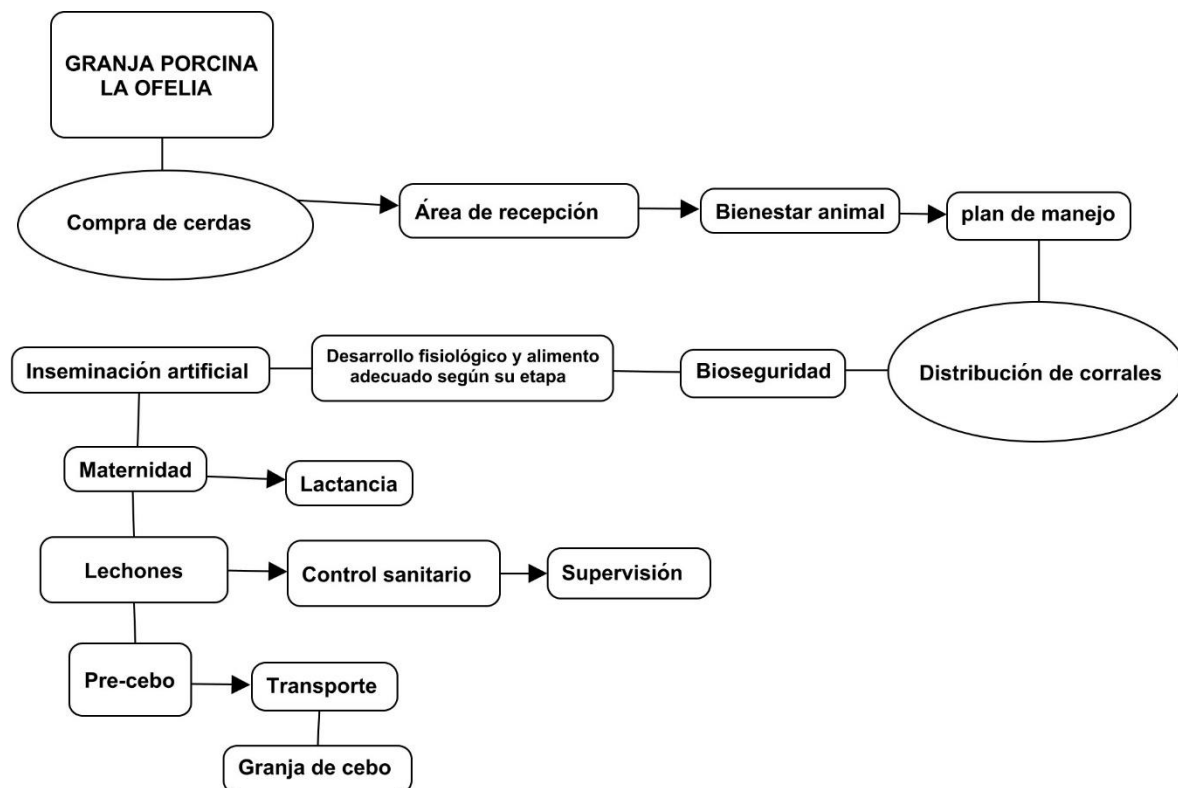 GRANJA PORCINA
LA OFELIA
Compra de cerdas
Área de recepción
Bienestar animal
plan de manejo
Distribución de corrales
Bioseguridad
Desarrollo fisiológico y alimento
adecuado según su etapa
Inseminación artificial
Maternidad
Lactancia
Lechones
Control sanitario
Supervisión
Pre-cebo
Transporte
Granja de cebo